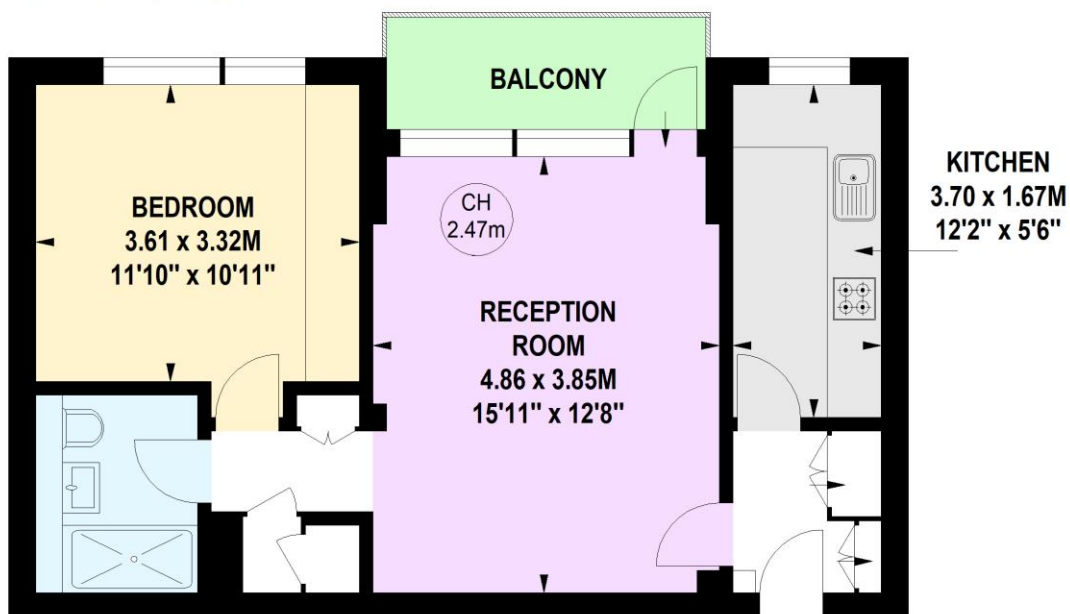 BALCONY
BEDROOM
3.61 x 3.32M
11'10" x 10'11"
CH
2.47m
KITCHEN
3.70 x 1.67M
12'2" x 5'6"
RECEPTION
ROOM
4.86 x 3.85M
15'11" x 12'8"